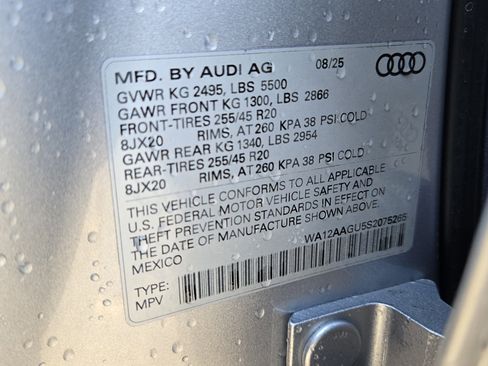 MFD. BY AUDI AG 08/25
GVWR KG 2495, LBS 5500
GAWR FRONT KG 1300, LBS 2866
FRONT-TIRES 255/45 R20
8JX20 RIMS, AT 260 KPA 38 PSI COLD
GAWR REAR KG 1340, LBS 2954
REAR-TIRES 255/45 R20
8JX20 RIMS, AT 260 KPA 38 PSI COLD
THIS VEHICLE CONFORMS TO ALL APPLICABLE
U.S. FEDERAL MOTOR VEHICLE SAFETY AND
THEFT PREVENTION STANDARDS IN EFFECT ON
THE DATE OF MANUFACTURE SHOWN ABOVE.
MEXICO
WA12AAGU5S2075265
TYPE:
MPV